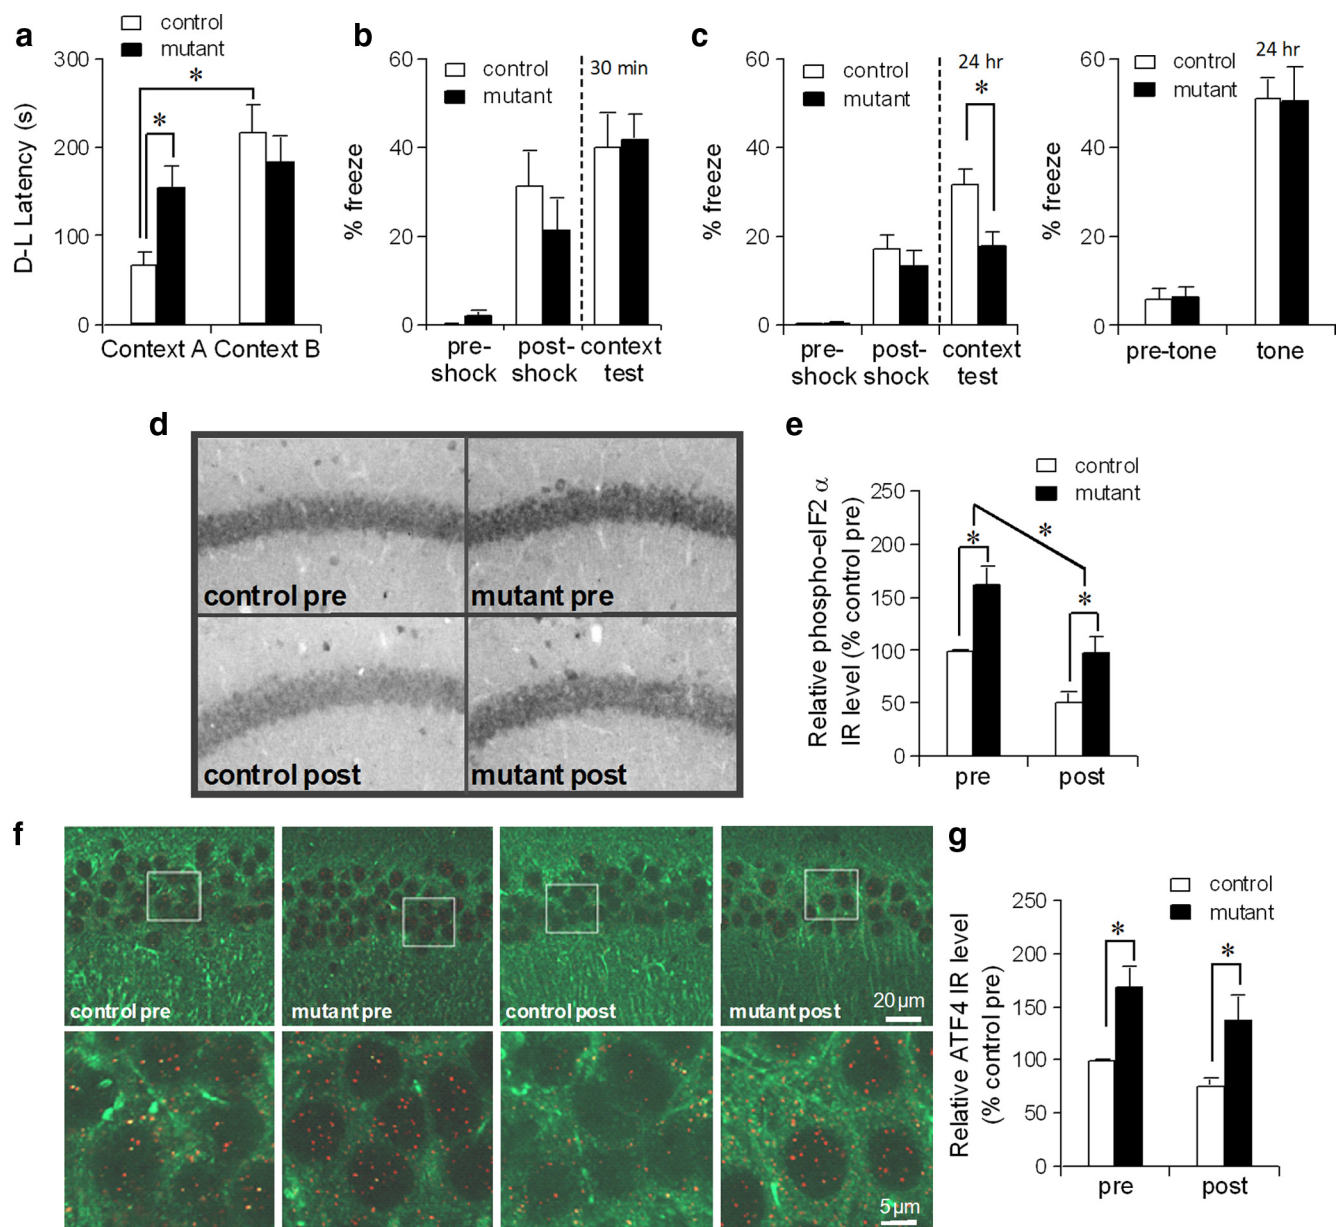 a
control
mutant
D-L Latency (s)
300
200
100
0
*
*
Context A
Context B
b
control
mutant
30 min
% freeze
60
40
20
0
pre-
shock
post-
shock
context
test
c
control
mutant
24 hr
*
% freeze
60
40
20
0
pre-
shock
post-
shock
context
test
control
mutant
24 hr
% freeze
60
40
20
0
pre-tone
tone
d
control pre
mutant pre
control post
mutant post
e
control
mutant
Relative phospho-eIF2 α
IR level (% control pre)
250
200
150
100
50
0
*
*
*
pre
post
f
control pre
mutant pre
control post
mutant post
20 µm
5 µm
g
control
mutant
Relative ATF4 IR level
(% control pre)
250
200
150
100
50
0
*
*
pre
post